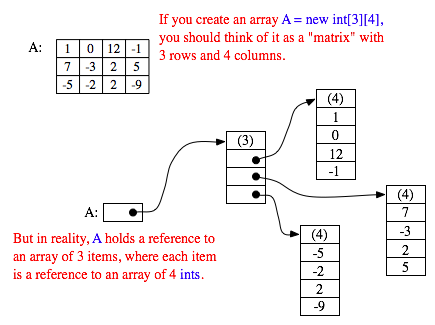 If you create an array A = new int[3][4],
you should think of it as a "matrix" with
3 rows and 4 columns.
A:
1 0 12 -1
7 -3 2 5
-5 -2 2 -9
(3)
(4)
1
0
12
-1
A:
(4)
7
-3
2
5
(4)
-5
-2
2
-9
But in reality, A holds a reference to
an array of 3 items, where each item
is a reference to an array of 4 ints.